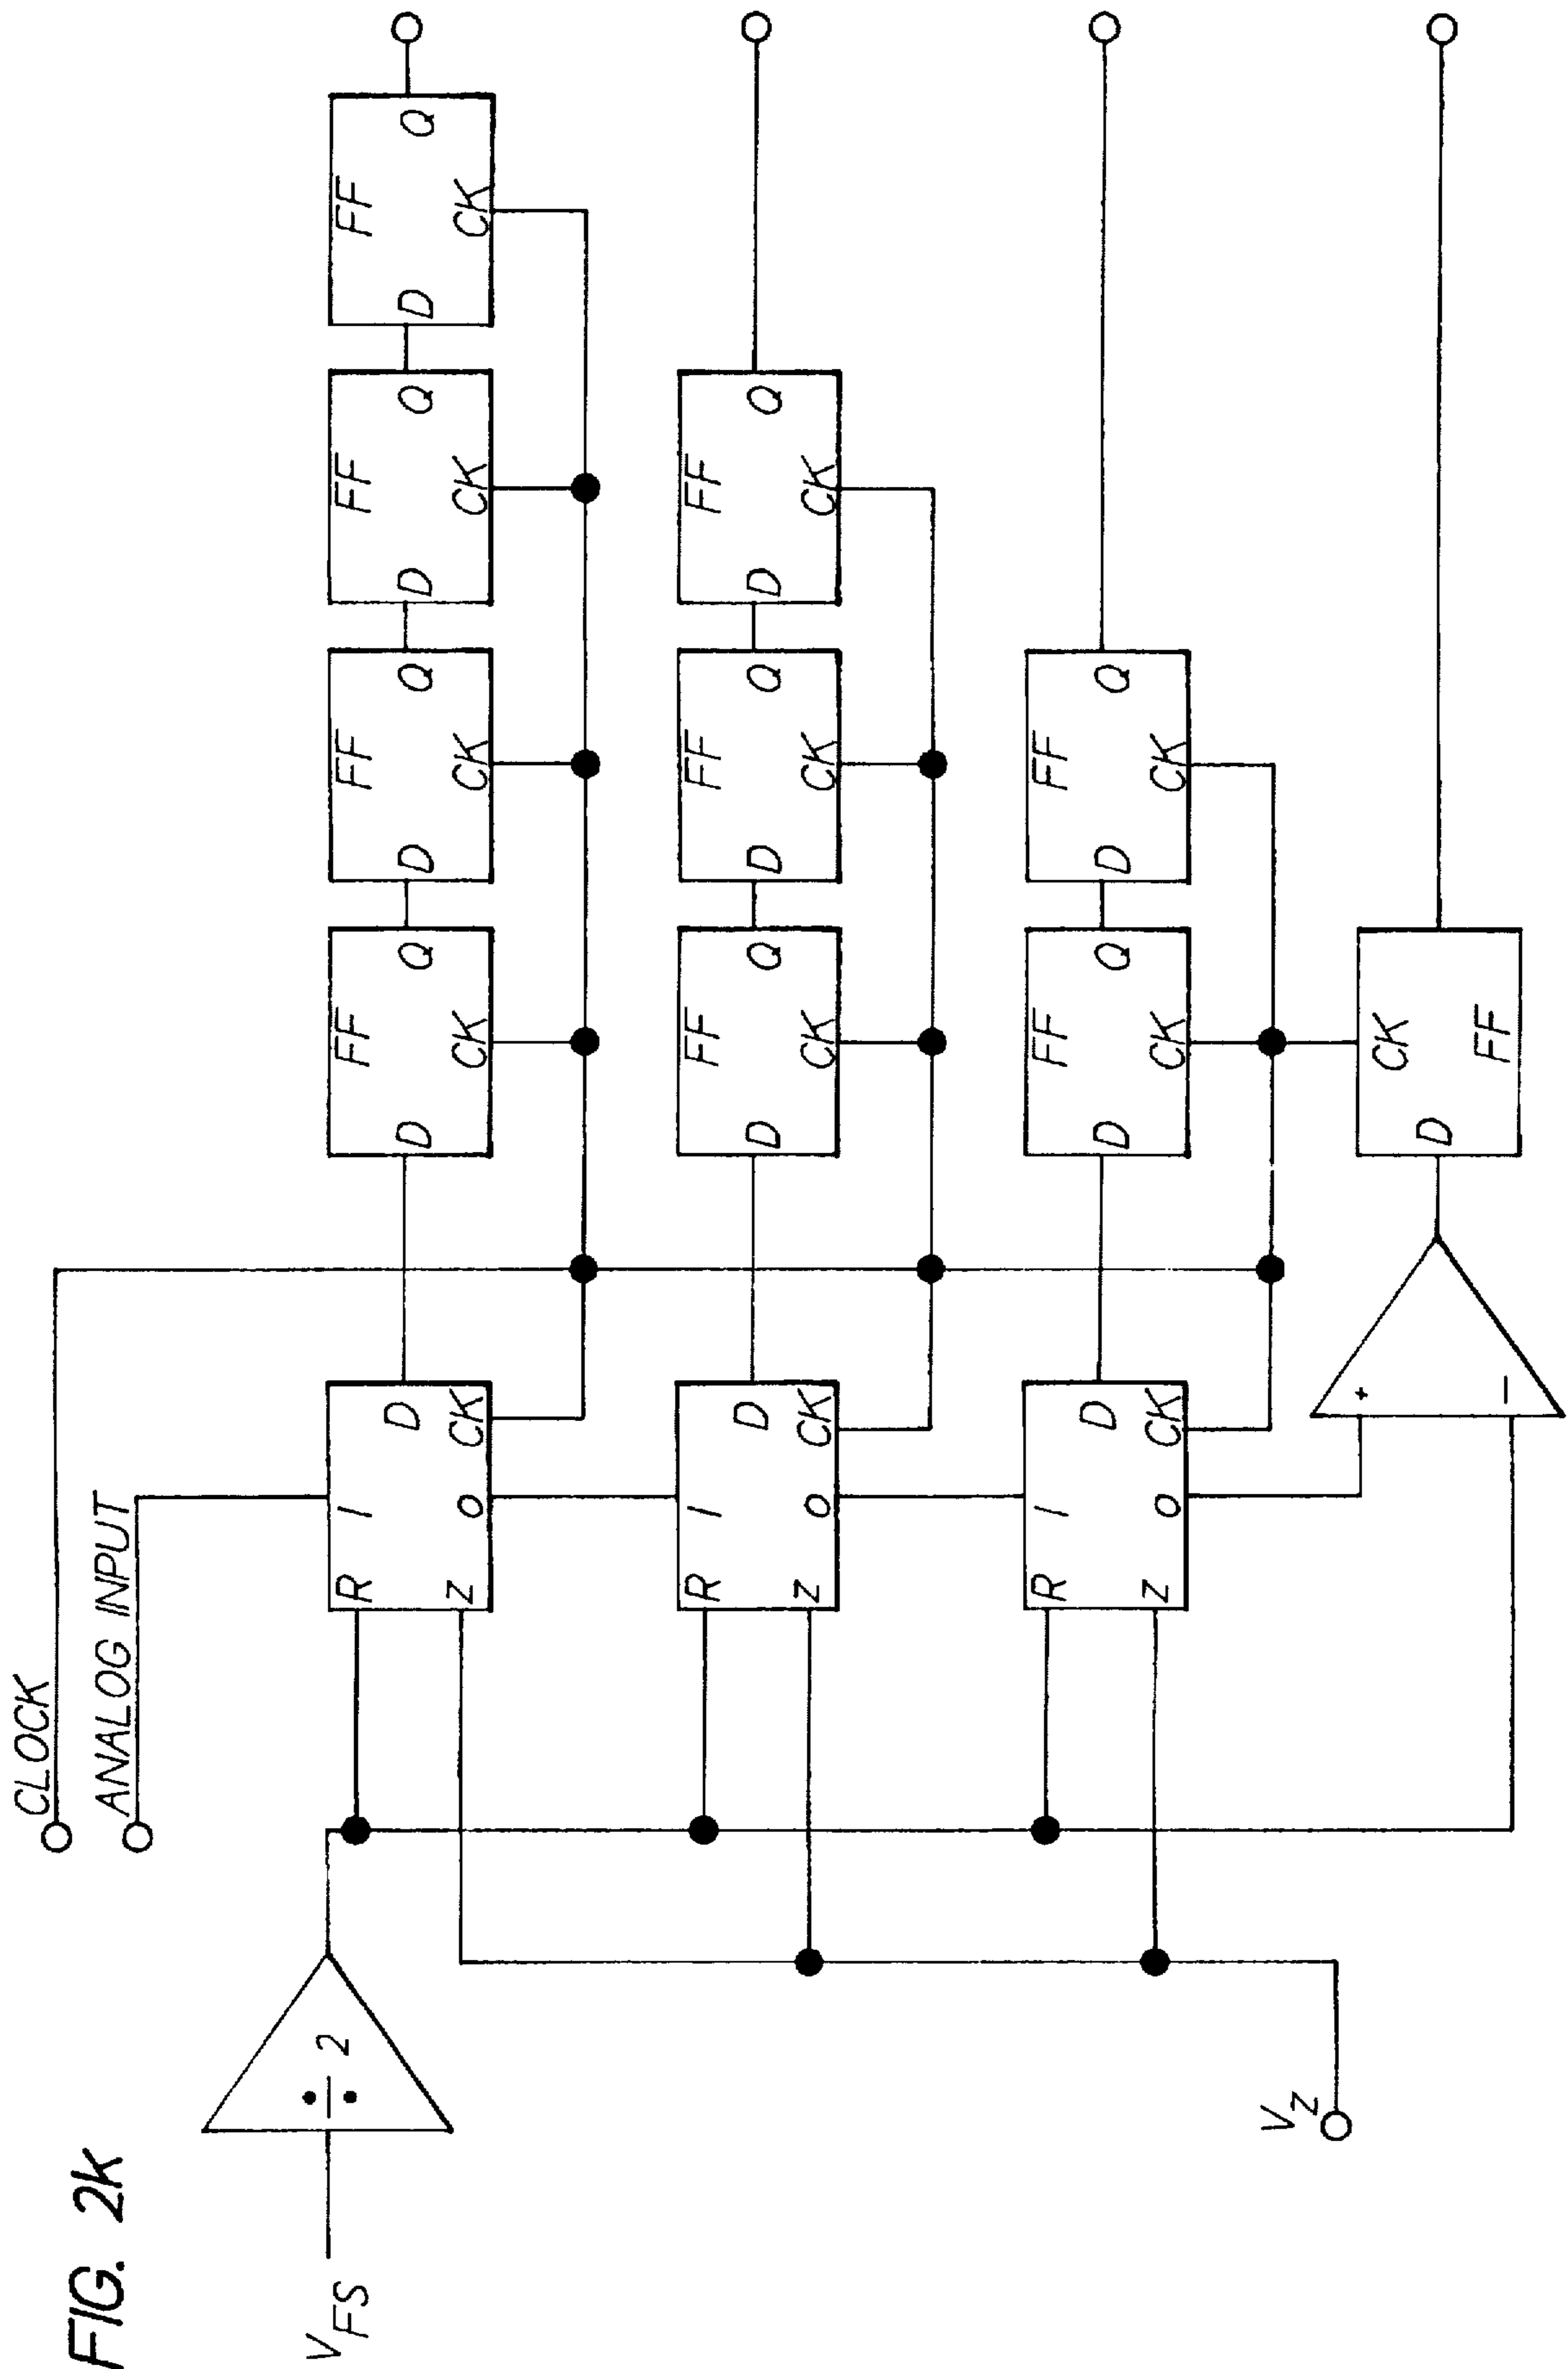 FIG. 2K
CLOCK
ANALOG INPUT
V_FS
÷ 2
V_Z
R I D
z o CK
FF
D Q
CK
FF
D Q
CK
FF
D Q
CK
FF
D Q
CK
R I D
z o CK
FF
D Q
CK
FF
D Q
CK
FF
D Q
CK
R I D
z o CK
FF
D Q
CK
FF
D Q
CK
+
−
CK
D
FF